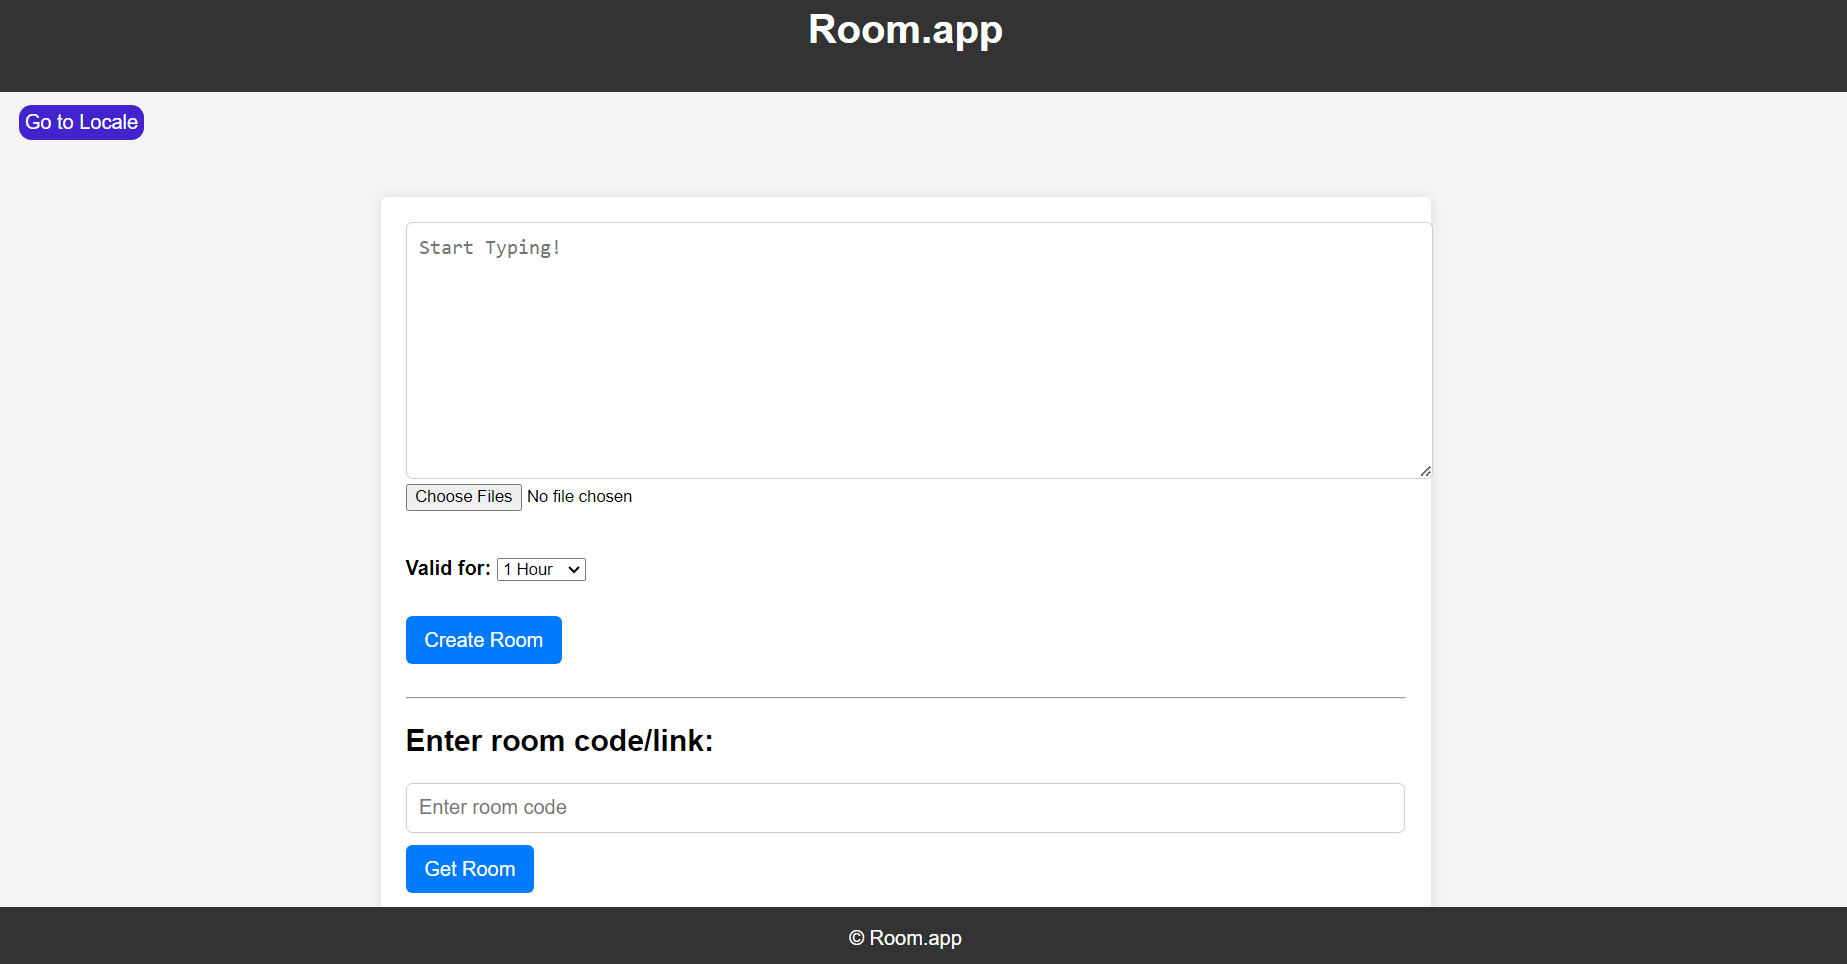 Room.app
Go to Locale
Start Typing!
Choose Files No file chosen
Valid for: 1 Hour
Create Room
Enter room code/link:
Enter room code
Get Room
© Room.app